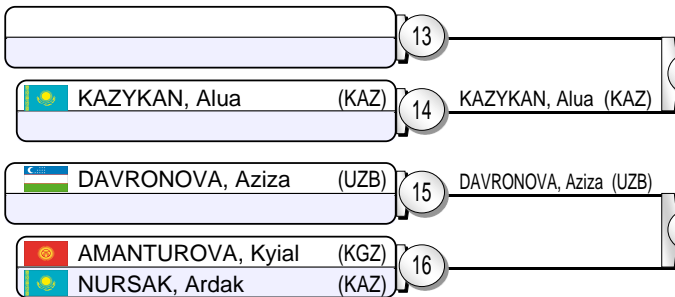 13
KAZYKAN, Alua (KAZ)
14
KAZYKAN, Alua (KAZ)
DAVRONOVA, Aziza (UZB)
15
DAVRONOVA, Aziza (UZB)
AMANTUROVA, Kyial (KGZ)
16
NURSAK, Ardak (KAZ)